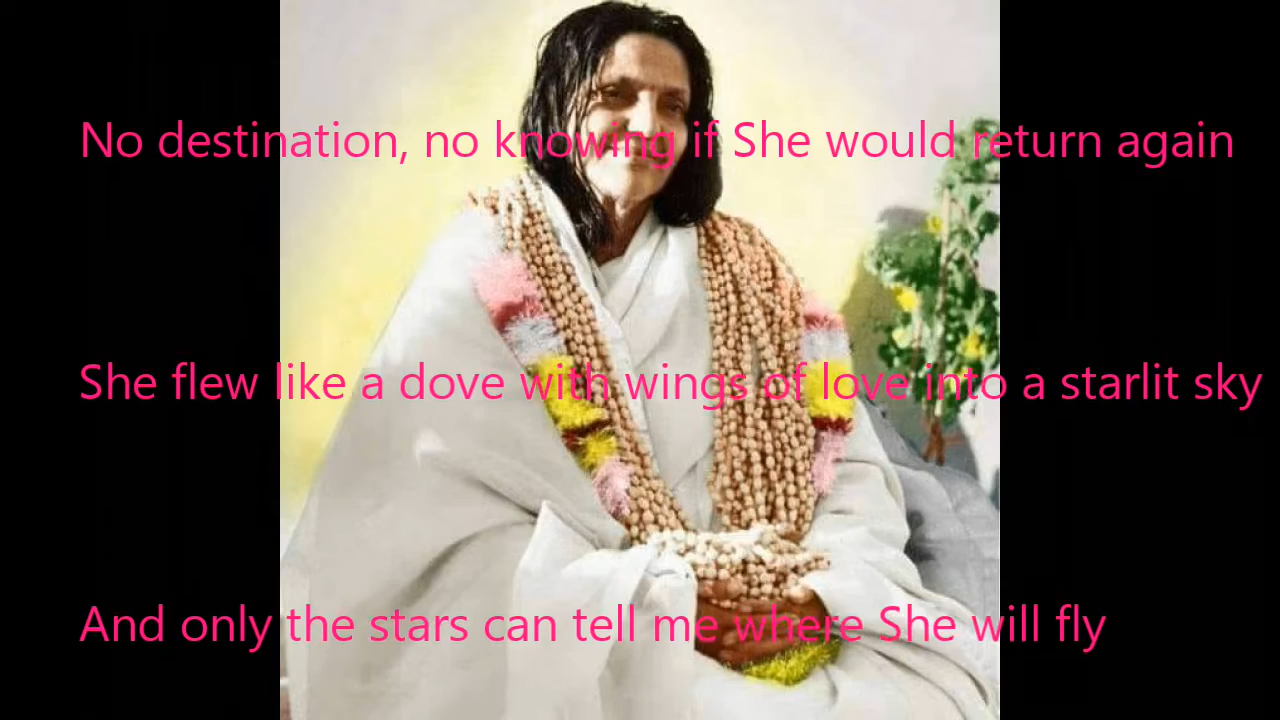 No destination, no knowing if She would return again
She flew like a dove with wings of love into a starlit sky
And only the stars can tell me where She will fly